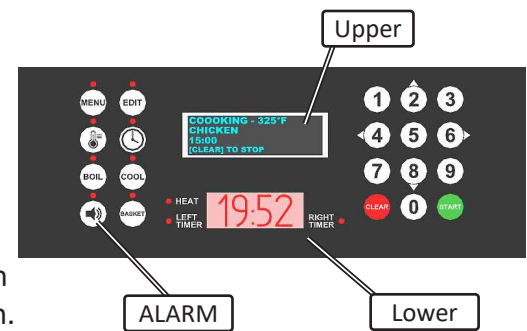 Upper
MENU EDIT
1 2 3
COOOKING - 325°F
CHICKEN
15:00
[CLEAR] TO STOP
4 5 6
BOIL COOL
7 8 9
HEAT
LEFT TIMER
19:52
RIGHT TIMER
BASKET
CLEAR 0 START
n.
ALARM
Lower